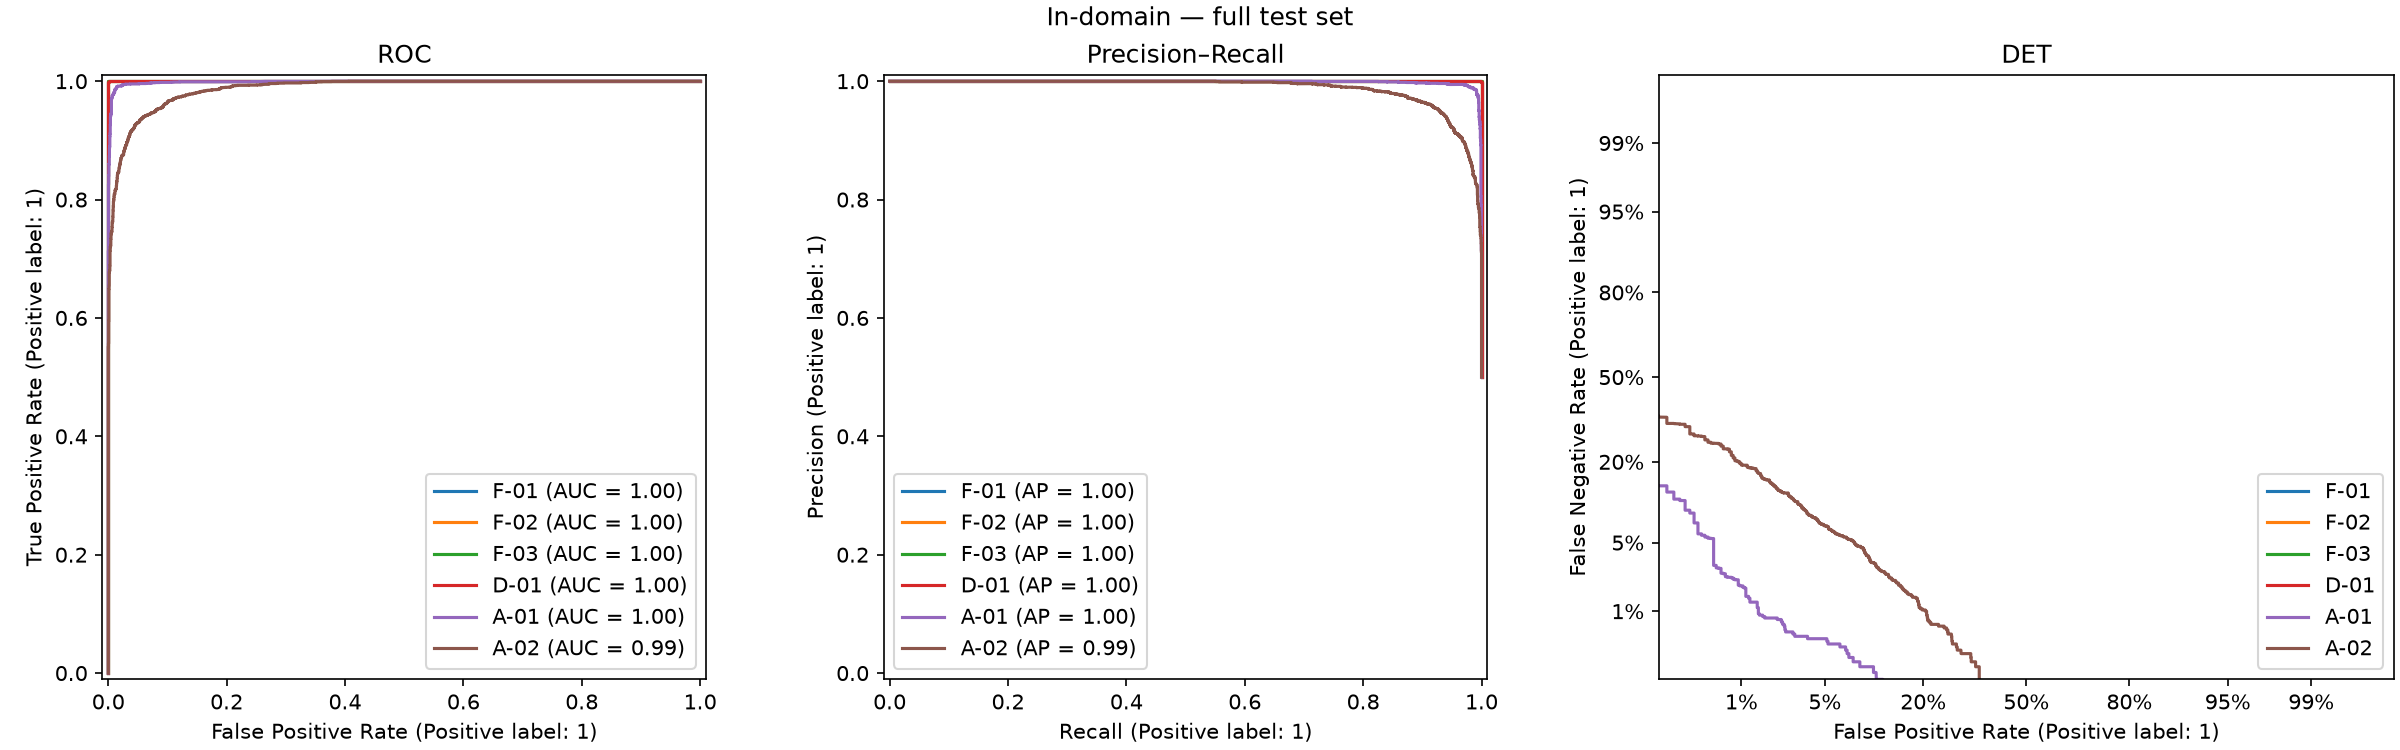 In-domain — full test set
ROC
True Positive Rate (Positive label: 1)
1.0
0.8
0.6
0.4
0.2
0.0
0.0 0.2 0.4 0.6 0.8 1.0
False Positive Rate (Positive label: 1)
F-01 (AUC = 1.00)
F-02 (AUC = 1.00)
F-03 (AUC = 1.00)
D-01 (AUC = 1.00)
A-01 (AUC = 1.00)
A-02 (AUC = 0.99)
Precision–Recall
Precision (Positive label: 1)
1.0
0.8
0.6
0.4
0.2
0.0
0.0 0.2 0.4 0.6 0.8 1.0
Recall (Positive label: 1)
F-01 (AP = 1.00)
F-02 (AP = 1.00)
F-03 (AP = 1.00)
D-01 (AP = 1.00)
A-01 (AP = 1.00)
A-02 (AP = 0.99)
DET
False Negative Rate (Positive label: 1)
99%
95%
80%
50%
20%
5%
1%
1% 5% 20% 50% 80% 95% 99%
False Positive Rate (Positive label: 1)
F-01
F-02
F-03
D-01
A-01
A-02